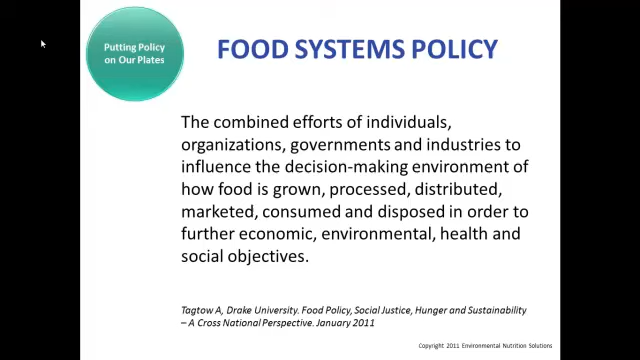 Putting Policy
on Our Plates
FOOD SYSTEMS POLICY
The combined efforts of individuals,
organizations, governments and industries to
influence the decision-making environment of
how food is grown, processed, distributed,
marketed, consumed and disposed in order to
further economic, environmental, health and
social objectives.
Tagtow A, Drake University. Food Policy, Social Justice, Hunger and Sustainability
– A Cross National Perspective. January 2011
Copyright 2011 Environmental Nutrition Solutions